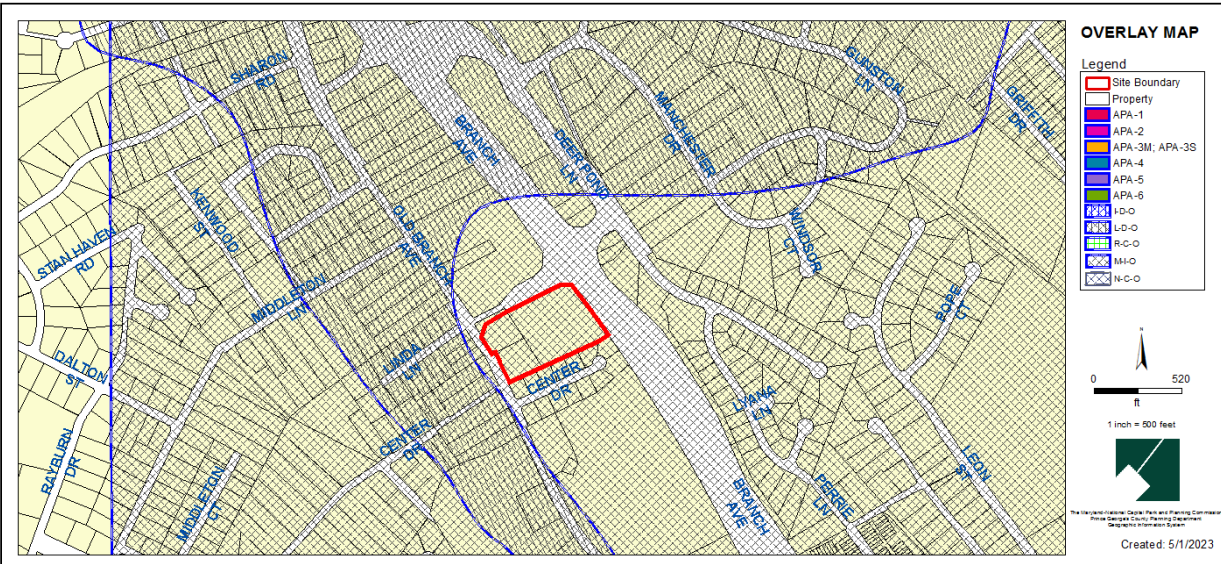 OVERLAY MAP
Legend
Site Boundary
Property
APA-1
APA-2
APA-3M; APA-3S
APA-4
APA-5
APA-6
I-D-O
L-D-O
R-C-O
M-I-O
N-C-O
N
0 520
ft
1 inch = 500 feet
The Maryland-National Capital Park and Planning Commission
Prince George's County Planning Department
Geographic Information System
Created: 5/1/2023
SHARON
RD
BRANCH
AVE
DEER POND
LN
MANCHESTER
DR
GUNSTON
LN
GRIFFITH
DR
KENWOOD
ST
STAN HAVEN
RD
OLD BRANCH
AVE
WINDSOR
CT
POPE
CT
MIDDLETON
LN
LINDA
LN
DALTON
ST
CENTER
DR
CENTER
DR
LYANA
LN
RAYBURN
DR
MIDDLETON
CT
BRANCH
AVE
PERRIE
LN
LEON
ST